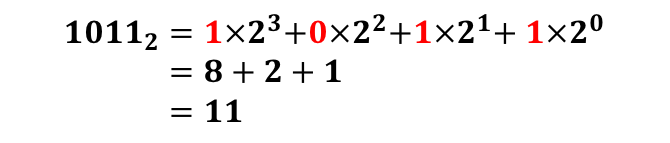 1011₂ = 1×2³+0×2²+1×2¹+ 1×2⁰
= 8 + 2 + 1
= 11